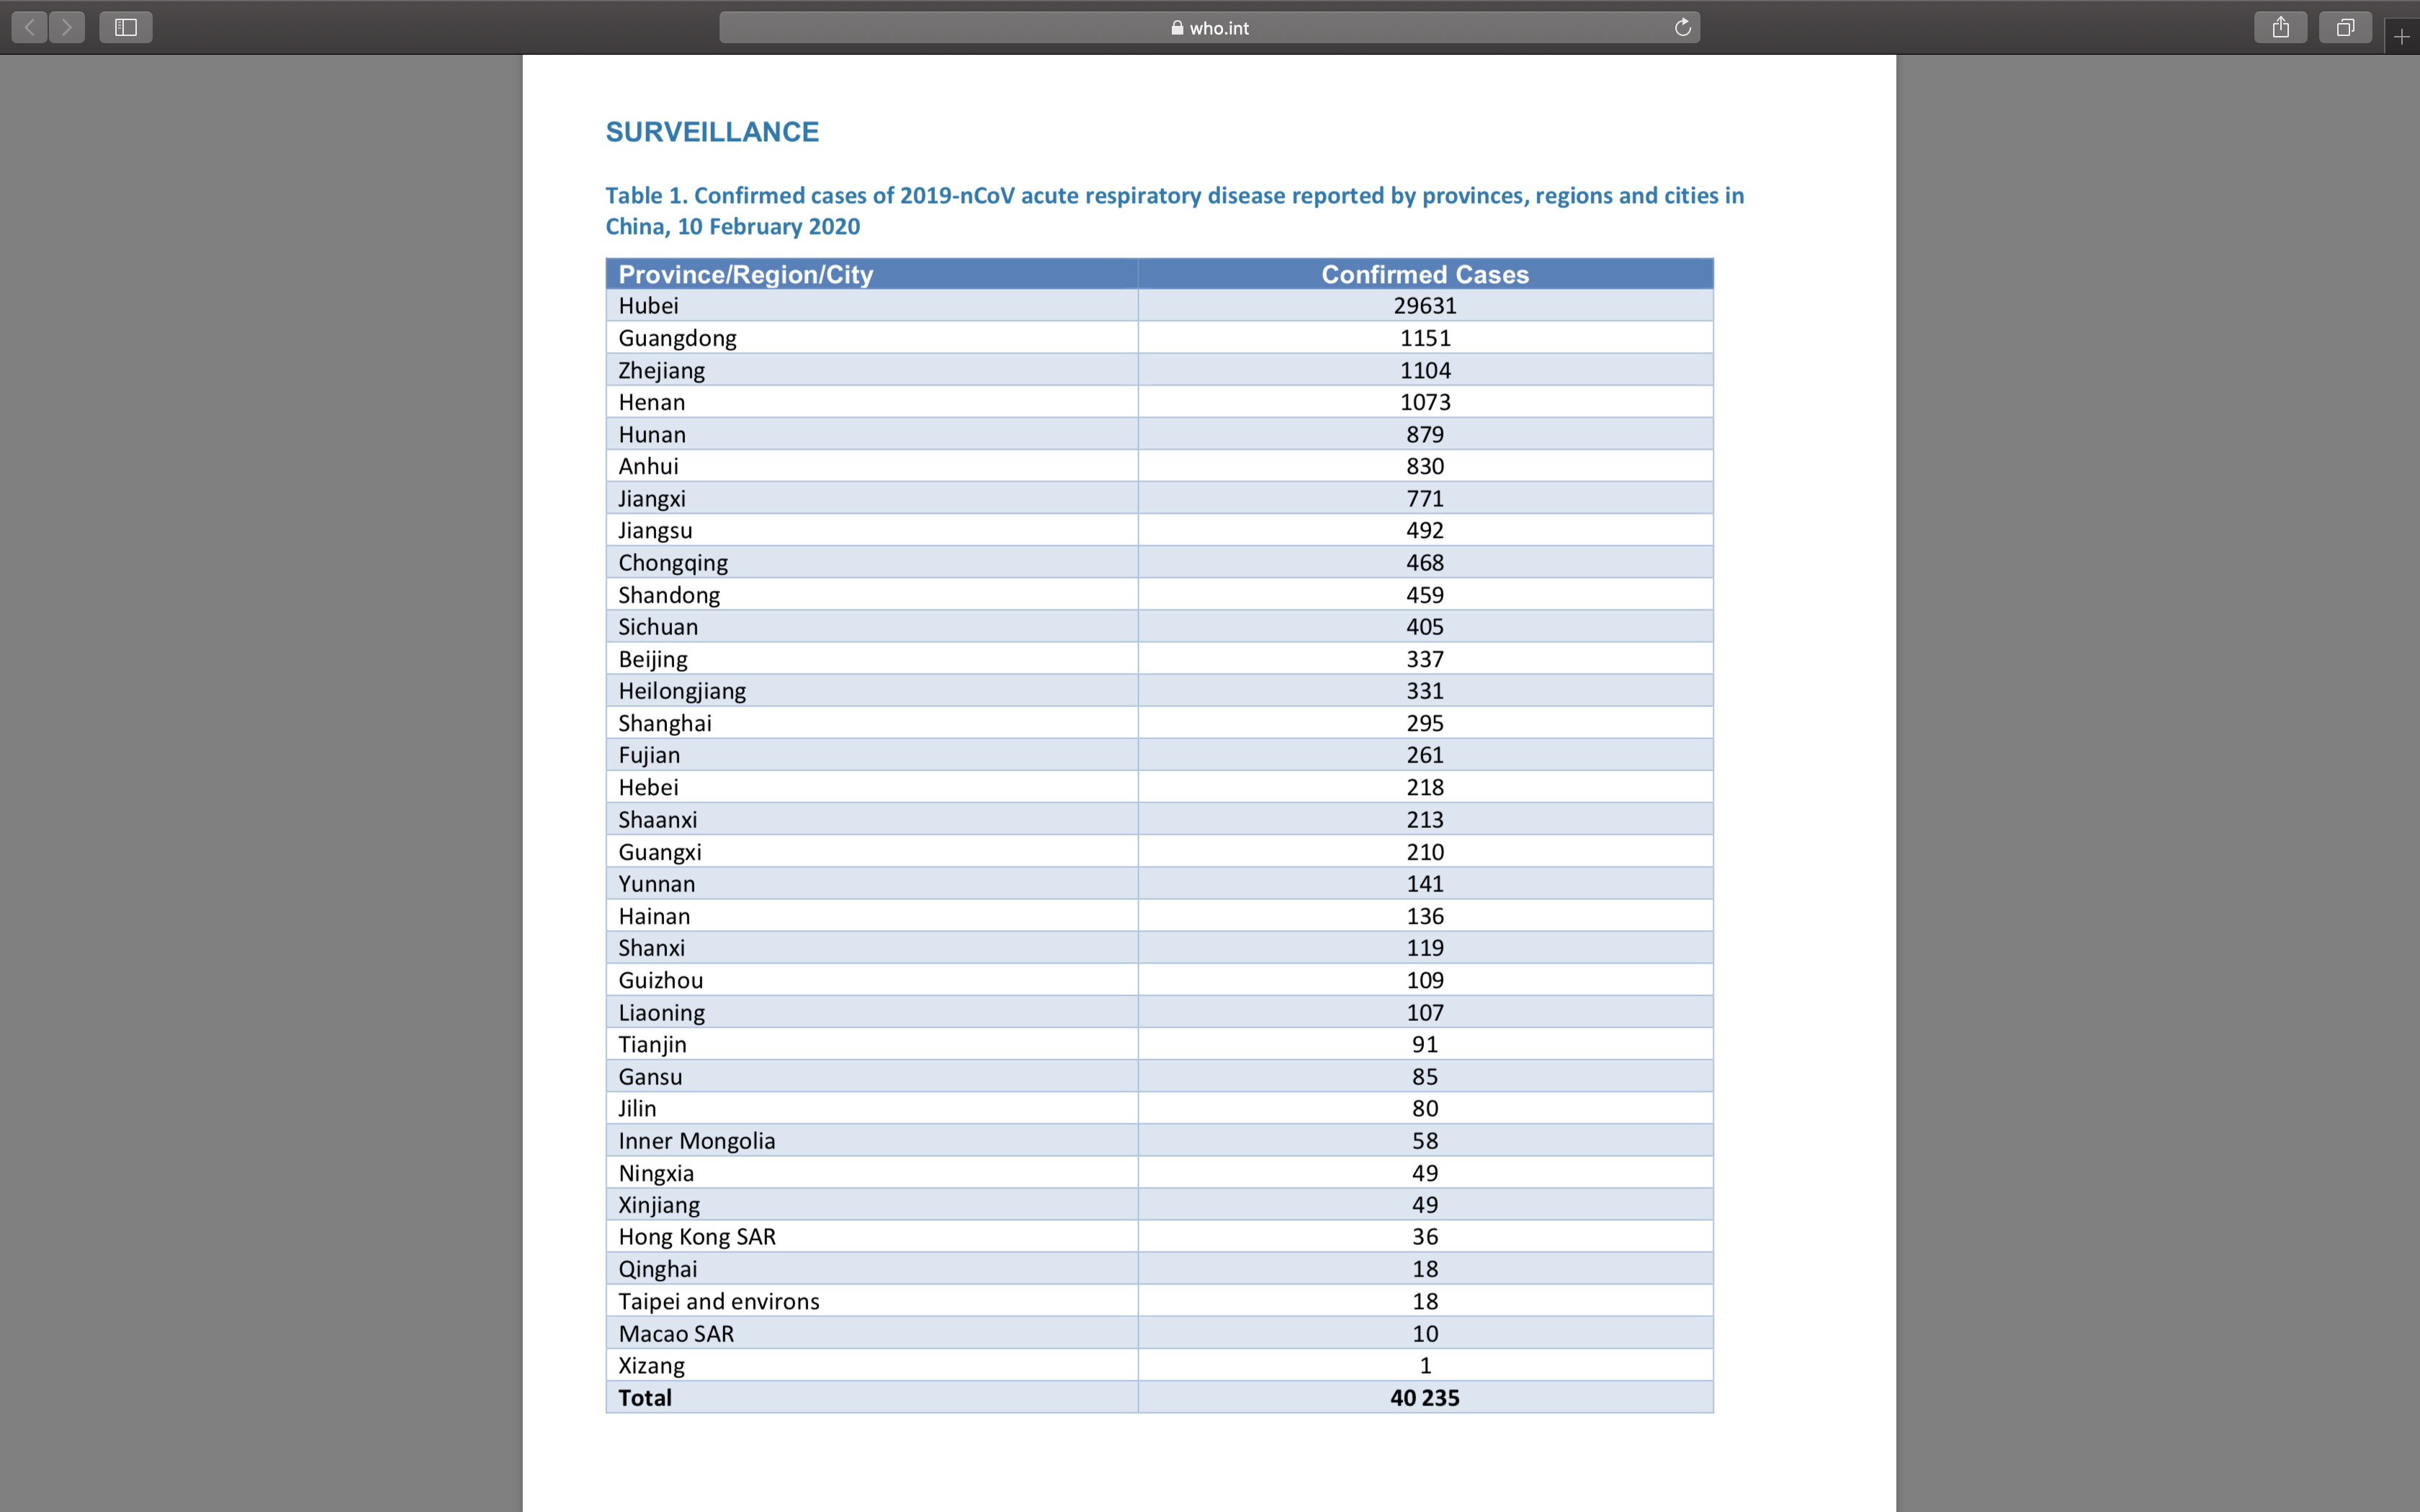 who.int
SURVEILLANCE
Table 1. Confirmed cases of 2019-nCoV acute respiratory disease reported by provinces, regions and cities in
China, 10 February 2020
Province/Region/City Confirmed Cases
Hubei 29631
Guangdong 1151
Zhejiang 1104
Henan 1073
Hunan 879
Anhui 830
Jiangxi 771
Jiangsu 492
Chongqing 468
Shandong 459
Sichuan 405
Beijing 337
Heilongjiang 331
Shanghai 295
Fujian 261
Hebei 218
Shaanxi 213
Guangxi 210
Yunnan 141
Hainan 136
Shanxi 119
Guizhou 109
Liaoning 107
Tianjin 91
Gansu 85
Jilin 80
Inner Mongolia 58
Ningxia 49
Xinjiang 49
Hong Kong SAR 36
Qinghai 18
Taipei and environs 18
Macao SAR 10
Xizang 1
Total 40 235